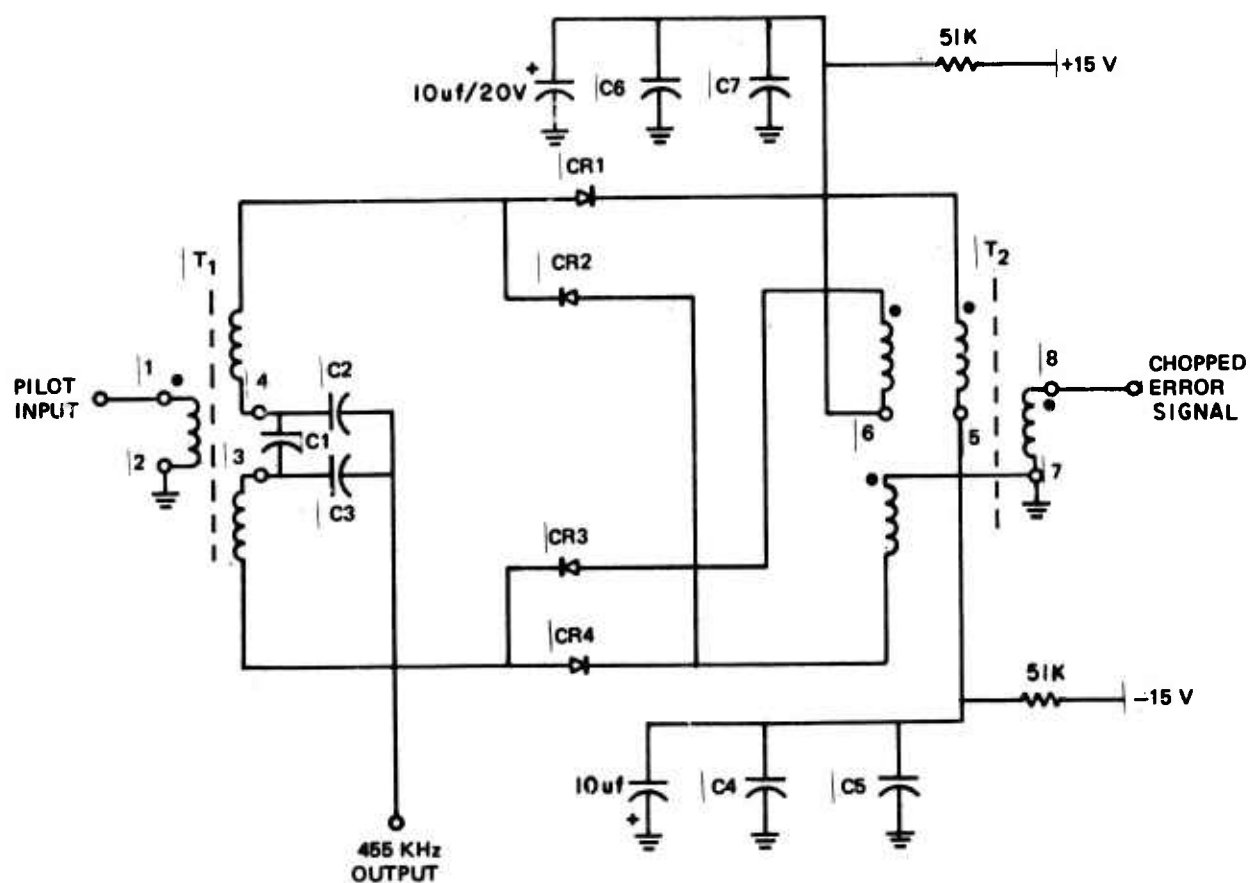 51K
+15 V
+
10uf/20V
C6
C7
CR1
T1
CR2
T2
1
4
C2
8
CHOPPED
ERROR
SIGNAL
PILOT
INPUT
C1
6
5
2
3
7
C3
CR3
CR4
51K
-15 V
10uf
+
C4
C5
455 KHz
OUTPUT